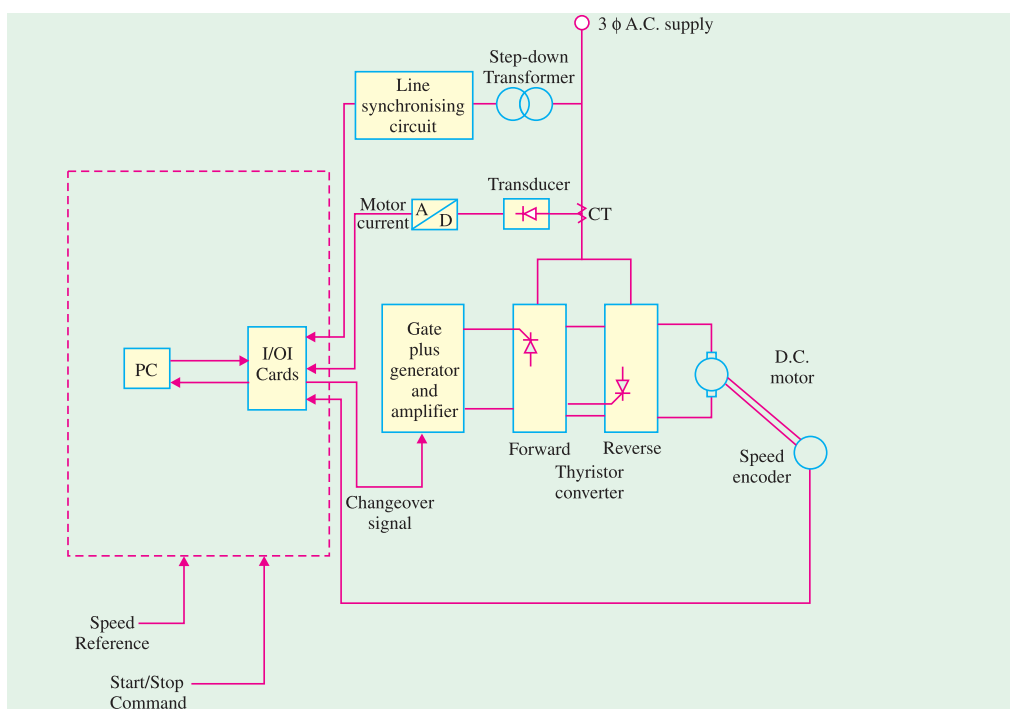 3 ϕ A.C. supply
Step-down
Transformer
Line
synchronising
circuit
Transducer
Motor
current
A
D
CT
PC
I/OI
Cards
Gate
plus
generator
and
amplifier
D.C.
motor
Forward
Reverse
Thyristor
converter
Speed
encoder
Changeover
signal
Speed
Reference
Start/Stop
Command